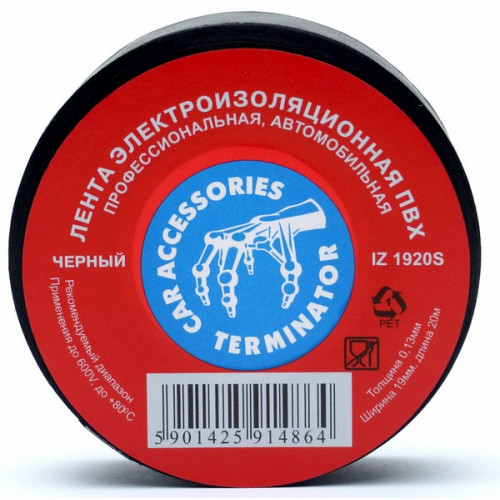 ЛЕНТА ЭЛЕКТРОИЗОЛЯЦИОННАЯ ПВХ
ПРОФЕССИОНАЛЬНАЯ, АВТОМОБИЛЬНАЯ
CAR ACCESSORIES
TERMINATOR
ЧЕРНЫЙ
IZ 1920S
Рекомендуемый диапазон
Применения до 600V, до +80°C
1
PET
Толщина 0,13мм
Ширина 19мм, длина 20м
5 901425 914864